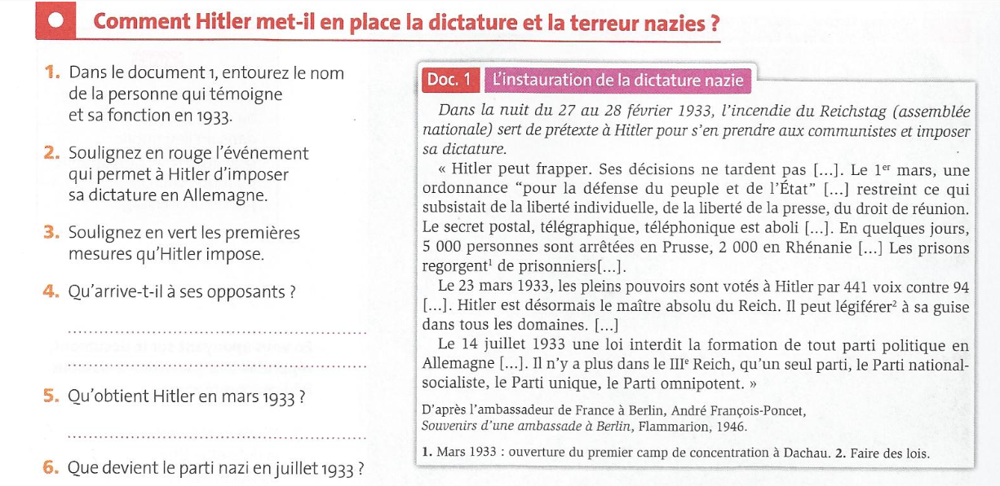 Comment Hitler met-il en place la dictature et la terreur nazies ?
1. Dans le document 1, entourez le nom
de la personne qui témoigne
et sa fonction en 1933.
2. Soulignez en rouge l’événement
qui permet à Hitler d’imposer
sa dictature en Allemagne.
3. Soulignez en vert les premières
mesures qu’Hitler impose.
4. Qu’arrive-t-il à ses opposants ?
5. Qu’obtient Hitler en mars 1933 ?
6. Que devient le parti nazi en juillet 1933 ?
Doc. 1 L’instauration de la dictature nazie
Dans la nuit du 27 au 28 février 1933, l’incendie du Reichstag (assemblée
nationale) sert de prétexte à Hitler pour s’en prendre aux communistes et imposer
sa dictature.
« Hitler peut frapper. Ses décisions ne tardent pas [...]. Le 1er mars, une
ordonnance “pour la défense du peuple et de l’État” [...] restreint ce qui
subsistait de la liberté individuelle, de la liberté de la presse, du droit de réunion.
Le secret postal, télégraphique, téléphonique est aboli [...]. En quelques jours,
5 000 personnes sont arrêtées en Prusse, 2 000 en Rhénanie [...] Les prisons
regorgent¹ de prisonniers[...].
Le 23 mars 1933, les pleins pouvoirs sont votés à Hitler par 441 voix contre 94
[...]. Hitler est désormais le maître absolu du Reich. Il peut légiférer² à sa guise
dans tous les domaines. [...]
Le 14 juillet 1933 une loi interdit la formation de tout parti politique en
Allemagne [...]. Il n’y a plus dans le IIIe Reich, qu’un seul parti, le Parti national-
socialiste, le Parti unique, le Parti omnipotent. »
D’après l’ambassadeur de France à Berlin, André François-Poncet,
Souvenirs d’une ambassade à Berlin, Flammarion, 1946.
1. Mars 1933 : ouverture du premier camp de concentration à Dachau. 2. Faire des lois.